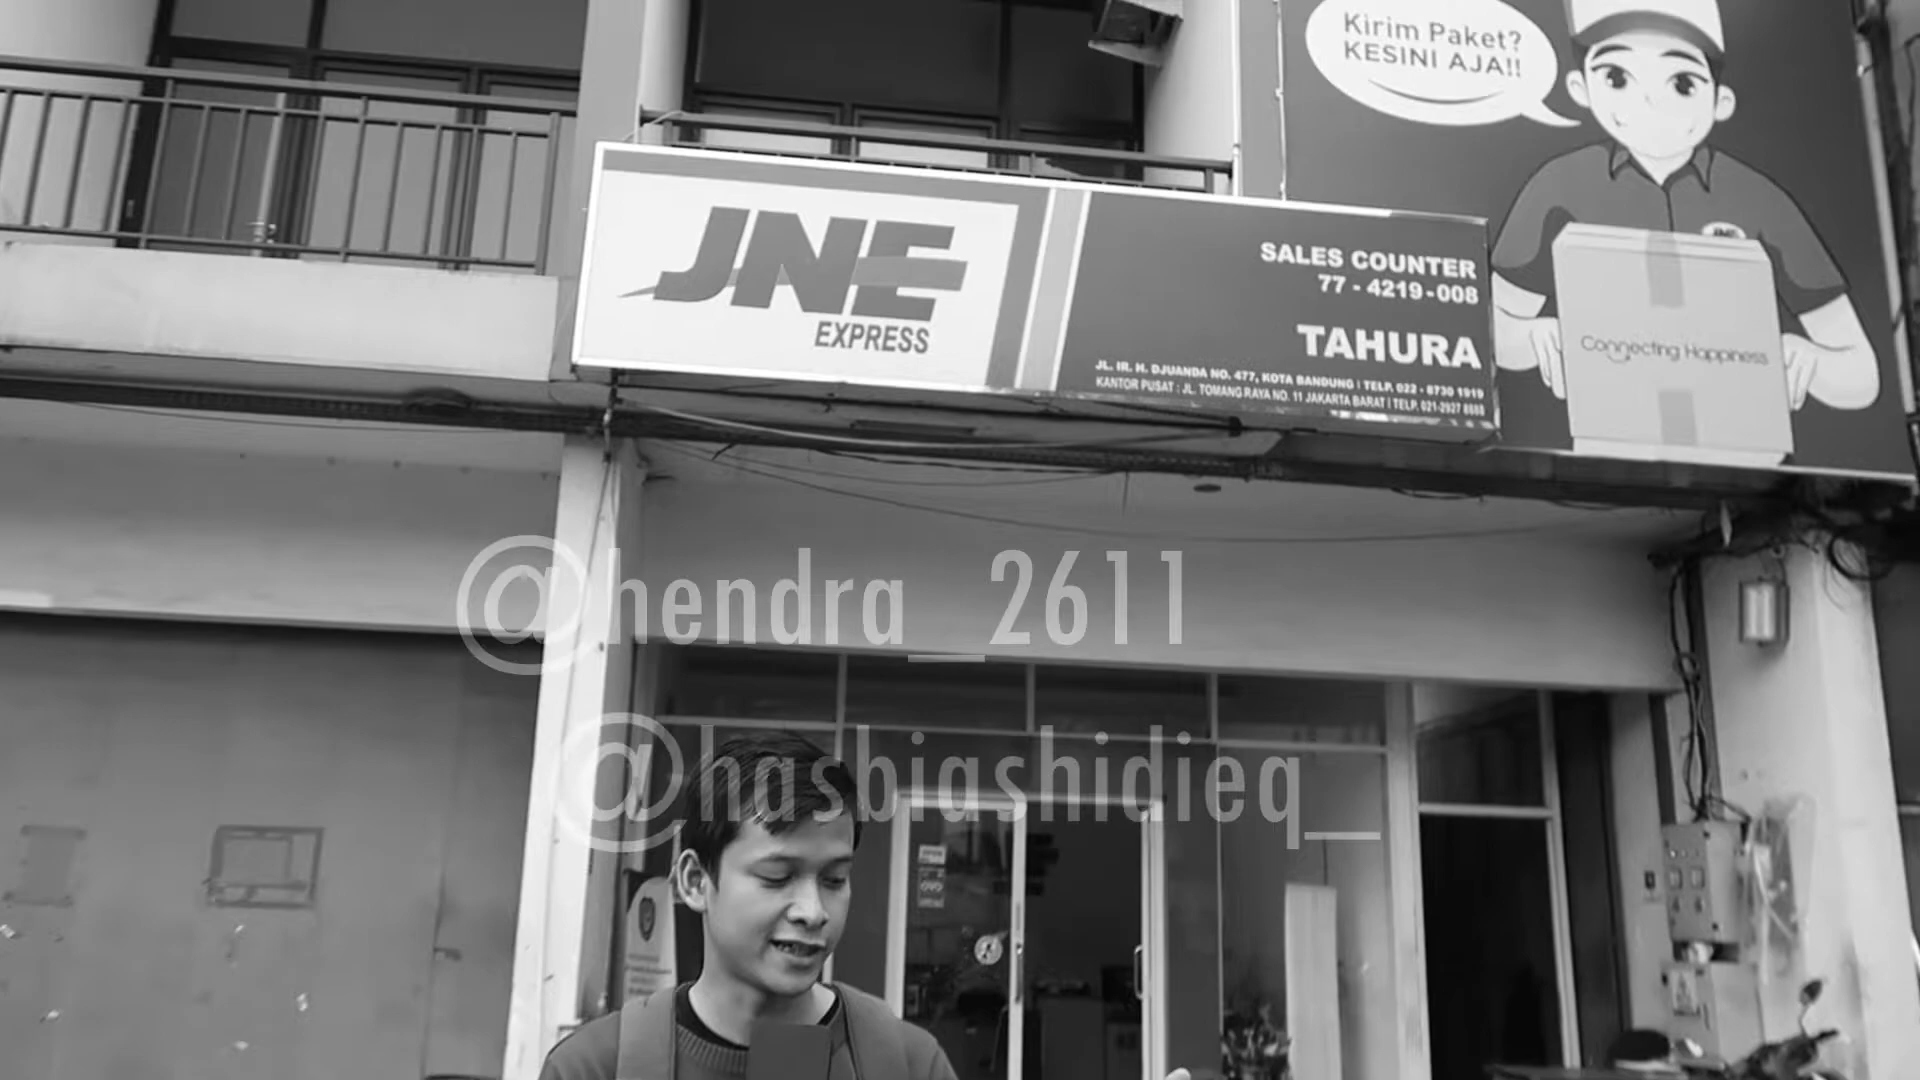 Kirim Paket?
KESINI AJA!!
JNE
EXPRESS
SALES COUNTER
77 - 4219 - 008
TAHURA
JL. IR. H. DJUANDA NO. 477, KOTA BANDUNG | TELP. 022 - 8730 1919
KANTOR PUSAT : JL. TOMANG RAYA NO. 11 JAKARTA BARAT | TELP. 021-2927 8888
JNE
Connecting Happiness
@hendra_2611
@hasbiashidieq_